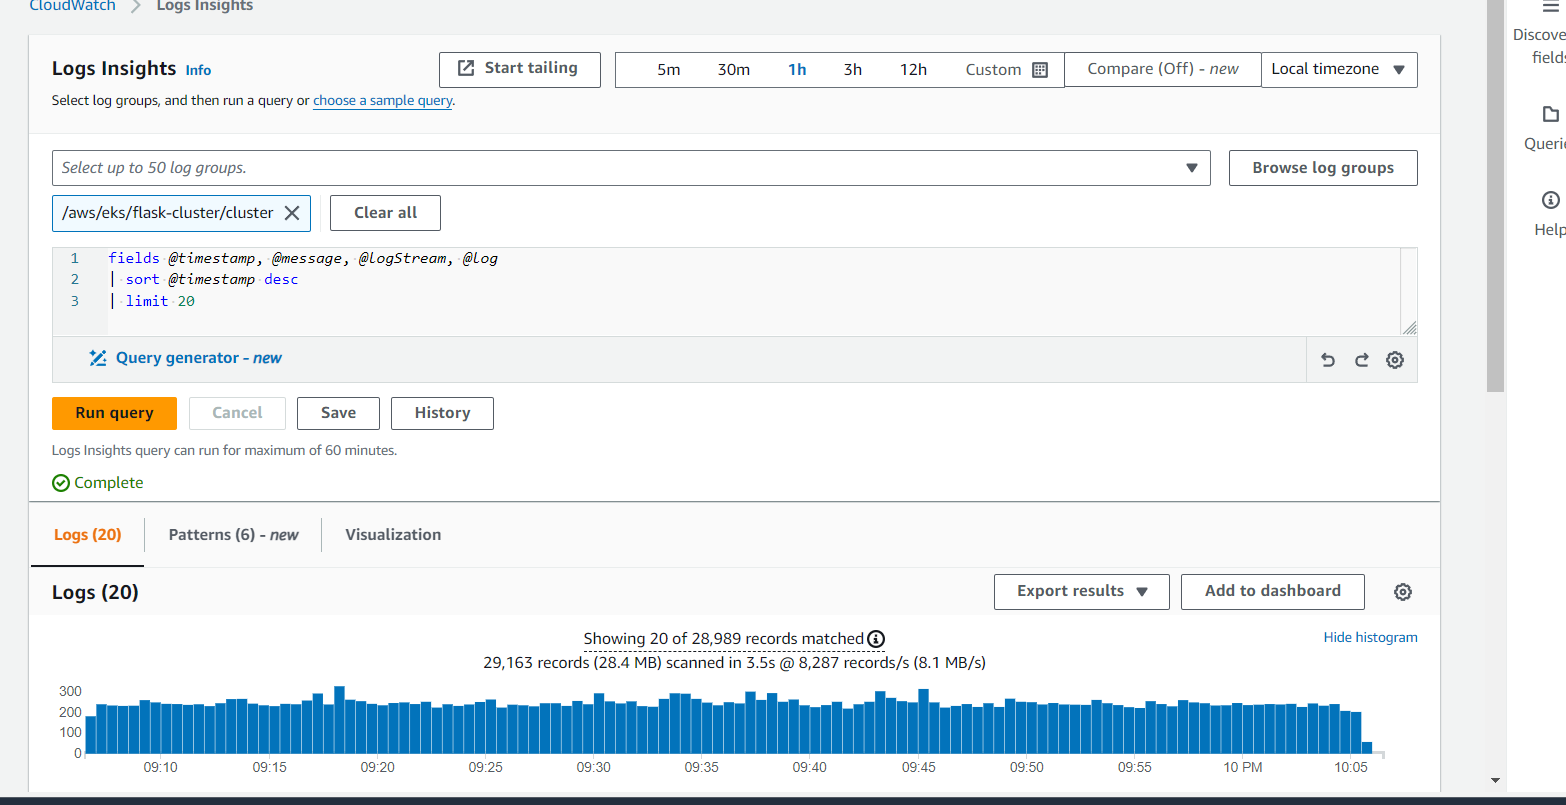 CloudWatch > Logs Insights
Logs Insights Info
Start tailing
5m 30m 1h 3h 12h Custom
Compare (Off) - new
Local timezone
Select log groups, and then run a query or choose a sample query.
Select up to 50 log groups.
Browse log groups
/aws/eks/flask-cluster/cluster
Clear all
1 fields @timestamp, @message, @logStream, @log
2 | sort @timestamp desc
3 | limit 20
Query generator - new
Run query Cancel Save History
Logs Insights query can run for maximum of 60 minutes.
Complete
Logs (20) Patterns (6) - new Visualization
Logs (20)
Export results Add to dashboard
Showing 20 of 28,989 records matched
Hide histogram
29,163 records (28.4 MB) scanned in 3.5s @ 8,287 records/s (8.1 MB/s)
300
200
100
0
09:10 09:15 09:20 09:25 09:30 09:35 09:40 09:45 09:50 09:55 10 PM 10:05
Discove
fields
Queri
Help